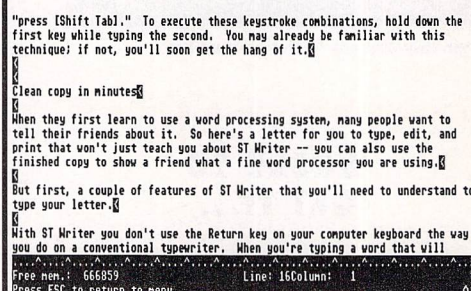 "press [Shift Tab]."  To execute these keystroke combinations, hold down the
first key while typing the second.  You may already be familiar with this
technique; if not, you'll soon get the hang of it.
Clean copy in minutes
When they first learn to use a word processing system, many people want to
tell their friends about it.  So here's a letter for you to type, edit, and
print that won't just teach you about ST Writer -- you can also use the
finished copy to show a friend what a fine word processor you are using.
But first, a couple of features of ST Writer that you'll need to understand to
type your letter.
With ST Writer you don't use the Return key on your computer keyboard the way
you do on a conventional typewriter.  When you're typing a word that will
Free mem.:  666859 Line: 16Column:   1
Press ESC to return to menu